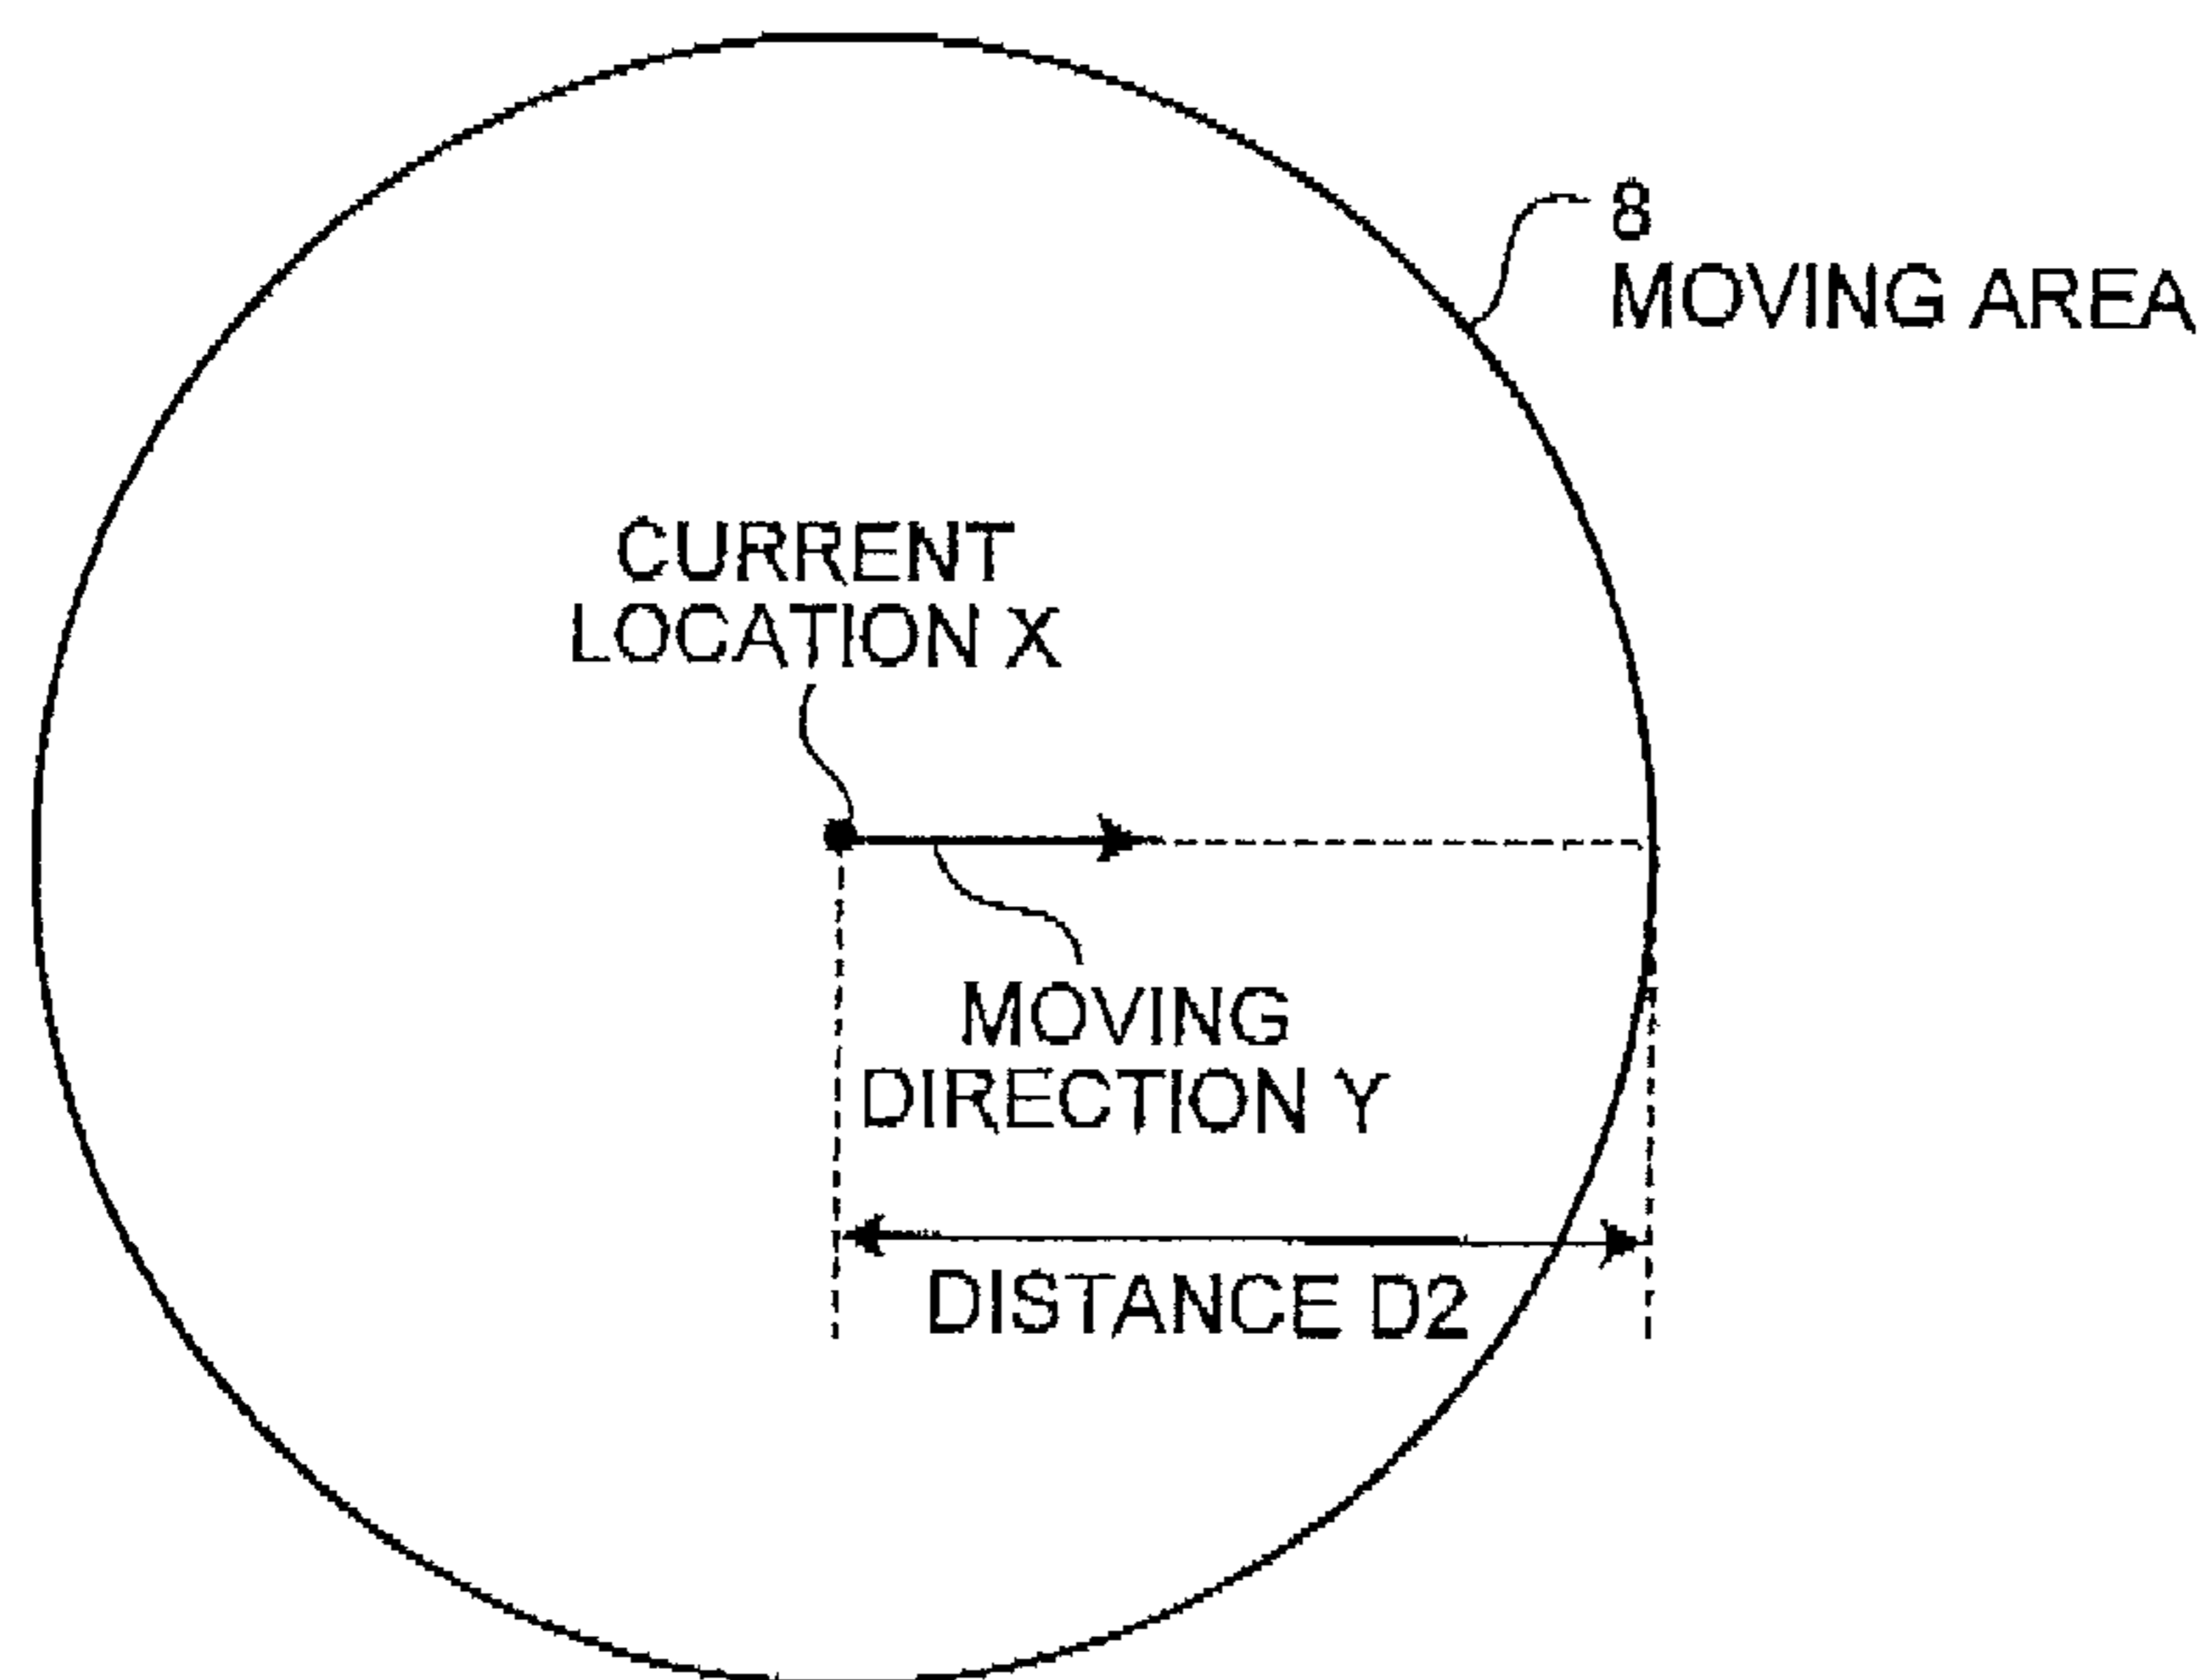 8
MOVING AREA
CURRENT
LOCATION X
MOVING
DIRECTION Y
DISTANCE D2